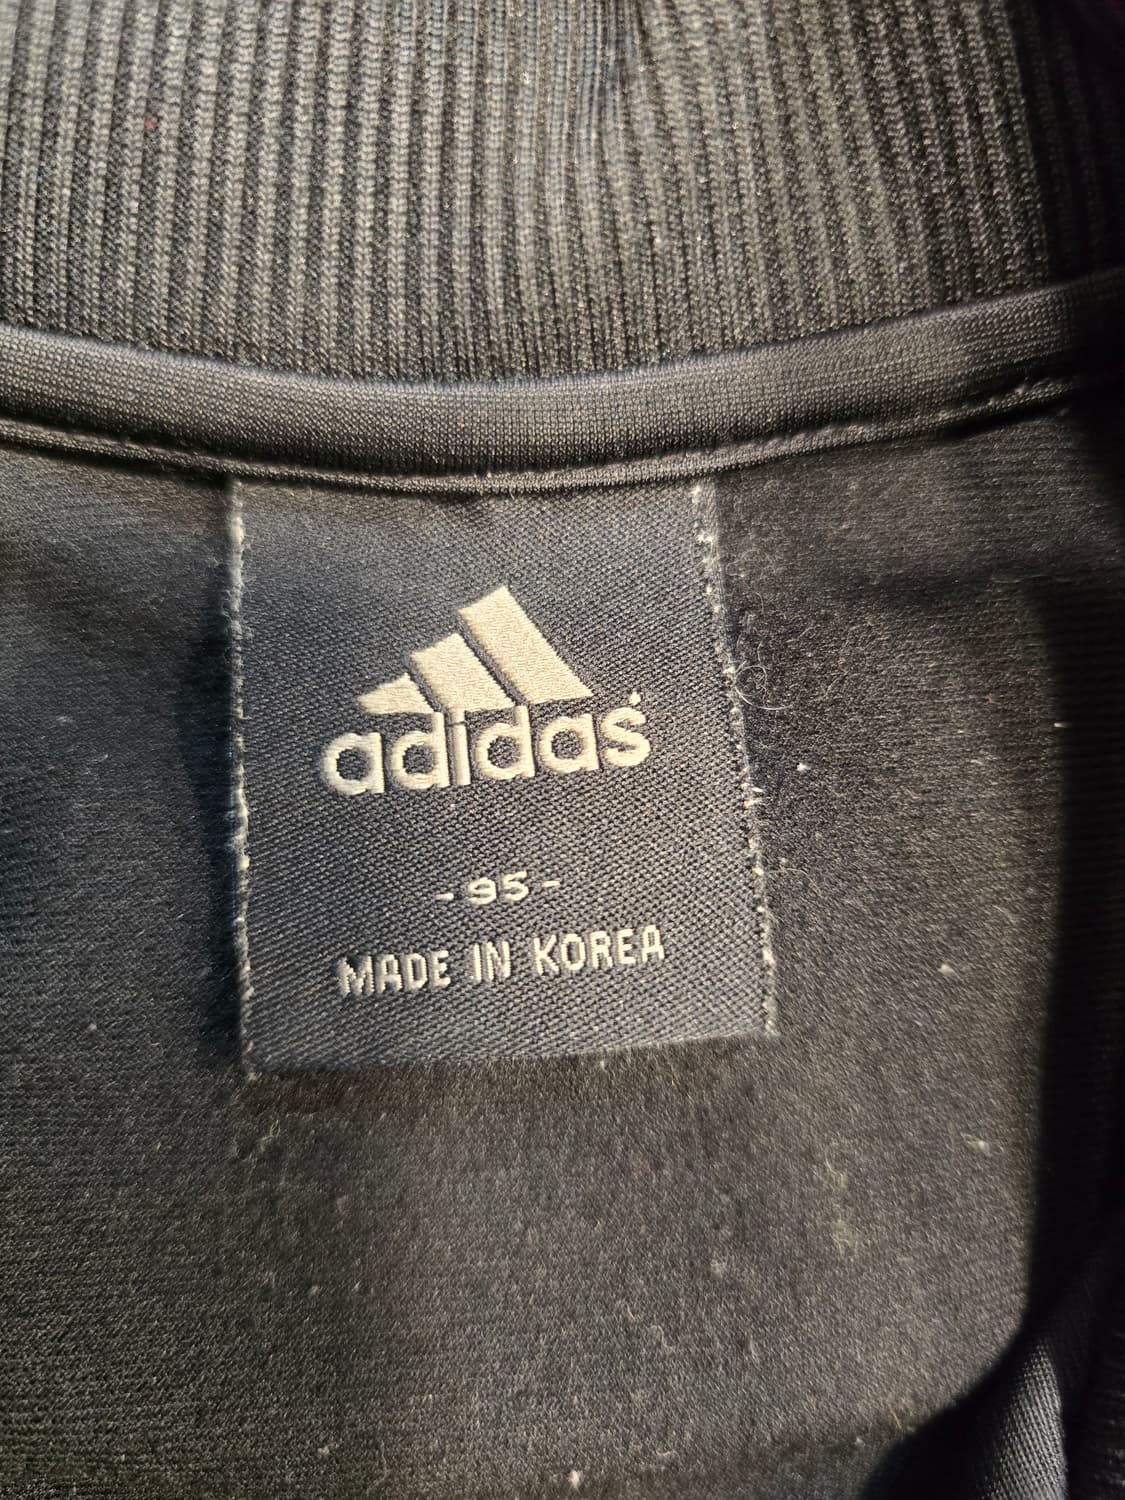 adidas
-95-
MADE IN KOREA